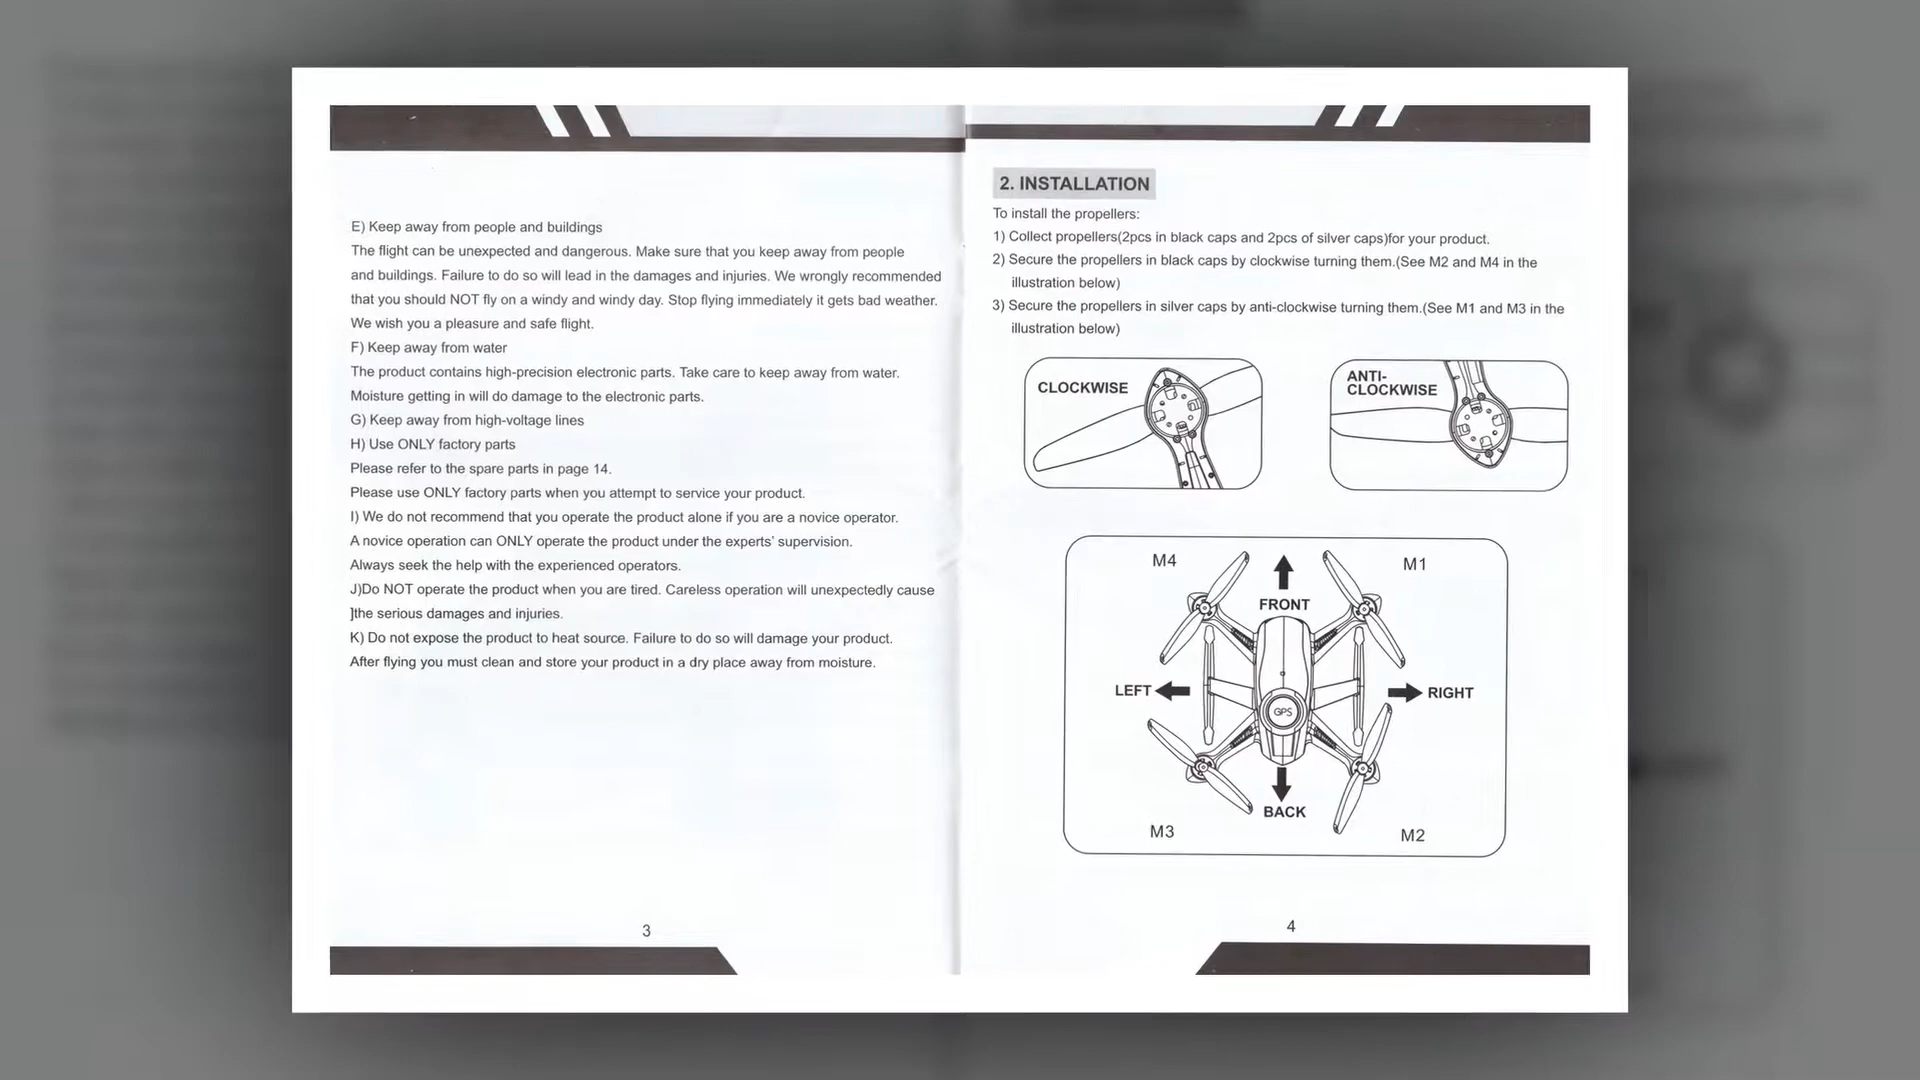 E) Keep away from people and buildings
The flight can be unexpected and dangerous. Make sure that you keep away from people
and buildings. Failure to do so will lead in the damages and injuries. We wrongly recommended
that you should NOT fly on a windy and windy day. Stop flying immediately it gets bad weather.
We wish you a pleasure and safe flight.
F) Keep away from water
The product contains high-precision electronic parts. Take care to keep away from water.
Moisture getting in will do damage to the electronic parts.
G) Keep away from high-voltage lines
H) Use ONLY factory parts
Please refer to the spare parts in page 14.
Please use ONLY factory parts when you attempt to service your product.
I) We do not recommend that you operate the product alone if you are a novice operator.
A novice operation can ONLY operate the product under the experts' supervision.
Always seek the help with the experienced operators.
J)Do NOT operate the product when you are tired. Careless operation will unexpectedly cause
]the serious damages and injuries.
K) Do not expose the product to heat source. Failure to do so will damage your product.
After flying you must clean and store your product in a dry place away from moisture.
3
2. INSTALLATION
To install the propellers:
1) Collect propellers(2pcs in black caps and 2pcs of silver caps)for your product.
2) Secure the propellers in black caps by clockwise turning them.(See M2 and M4 in the
illustration below)
3) Secure the propellers in silver caps by anti-clockwise turning them.(See M1 and M3 in the
illustration below)
CLOCKWISE
ANTI-
CLOCKWISE
M4
M1
FRONT
LEFT
RIGHT
GPS
BACK
M3
M2
4